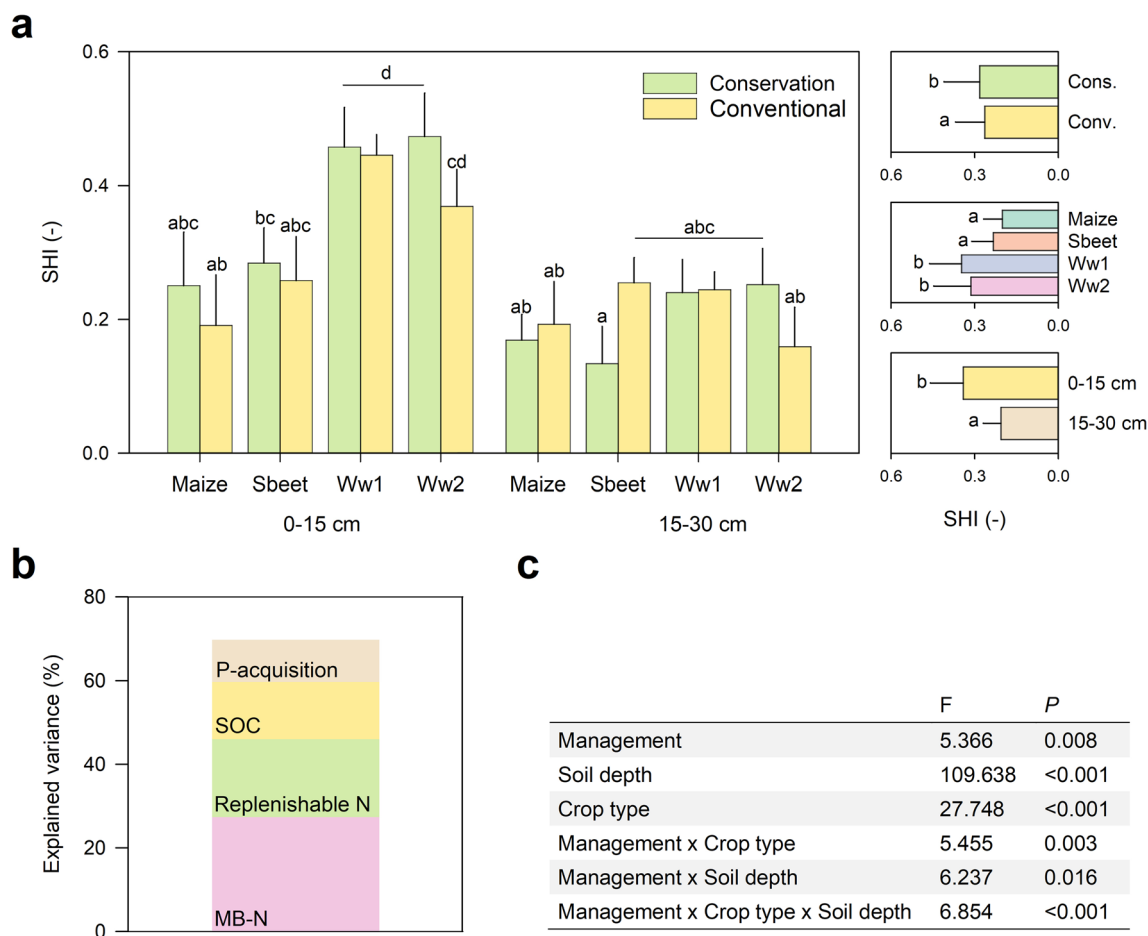 a
0.6
0.4
0.2
0.0
SHI (-)
Conservation
Conventional
abc
ab
bc
abc
d
cd
ab
ab
a
abc
ab
Maize Sbeet Ww1 Ww2 Maize Sbeet Ww1 Ww2
0-15 cm 15-30 cm
b Cons.
a Conv.
0.6 0.3 0.0
a Maize
a Sbeet
b Ww1
b Ww2
0.6 0.3 0.0
b 0-15 cm
a 15-30 cm
0.6 0.3 0.0
SHI (-)
b
80
60
40
20
0
Explained variance (%)
P-acquisition
SOC
Replenishable N
MB-N
c
F P
Management 5.366 0.008
Soil depth 109.638 <0.001
Crop type 27.748 <0.001
Management x Crop type 5.455 0.003
Management x Soil depth 6.237 0.016
Management x Crop type x Soil depth 6.854 <0.001